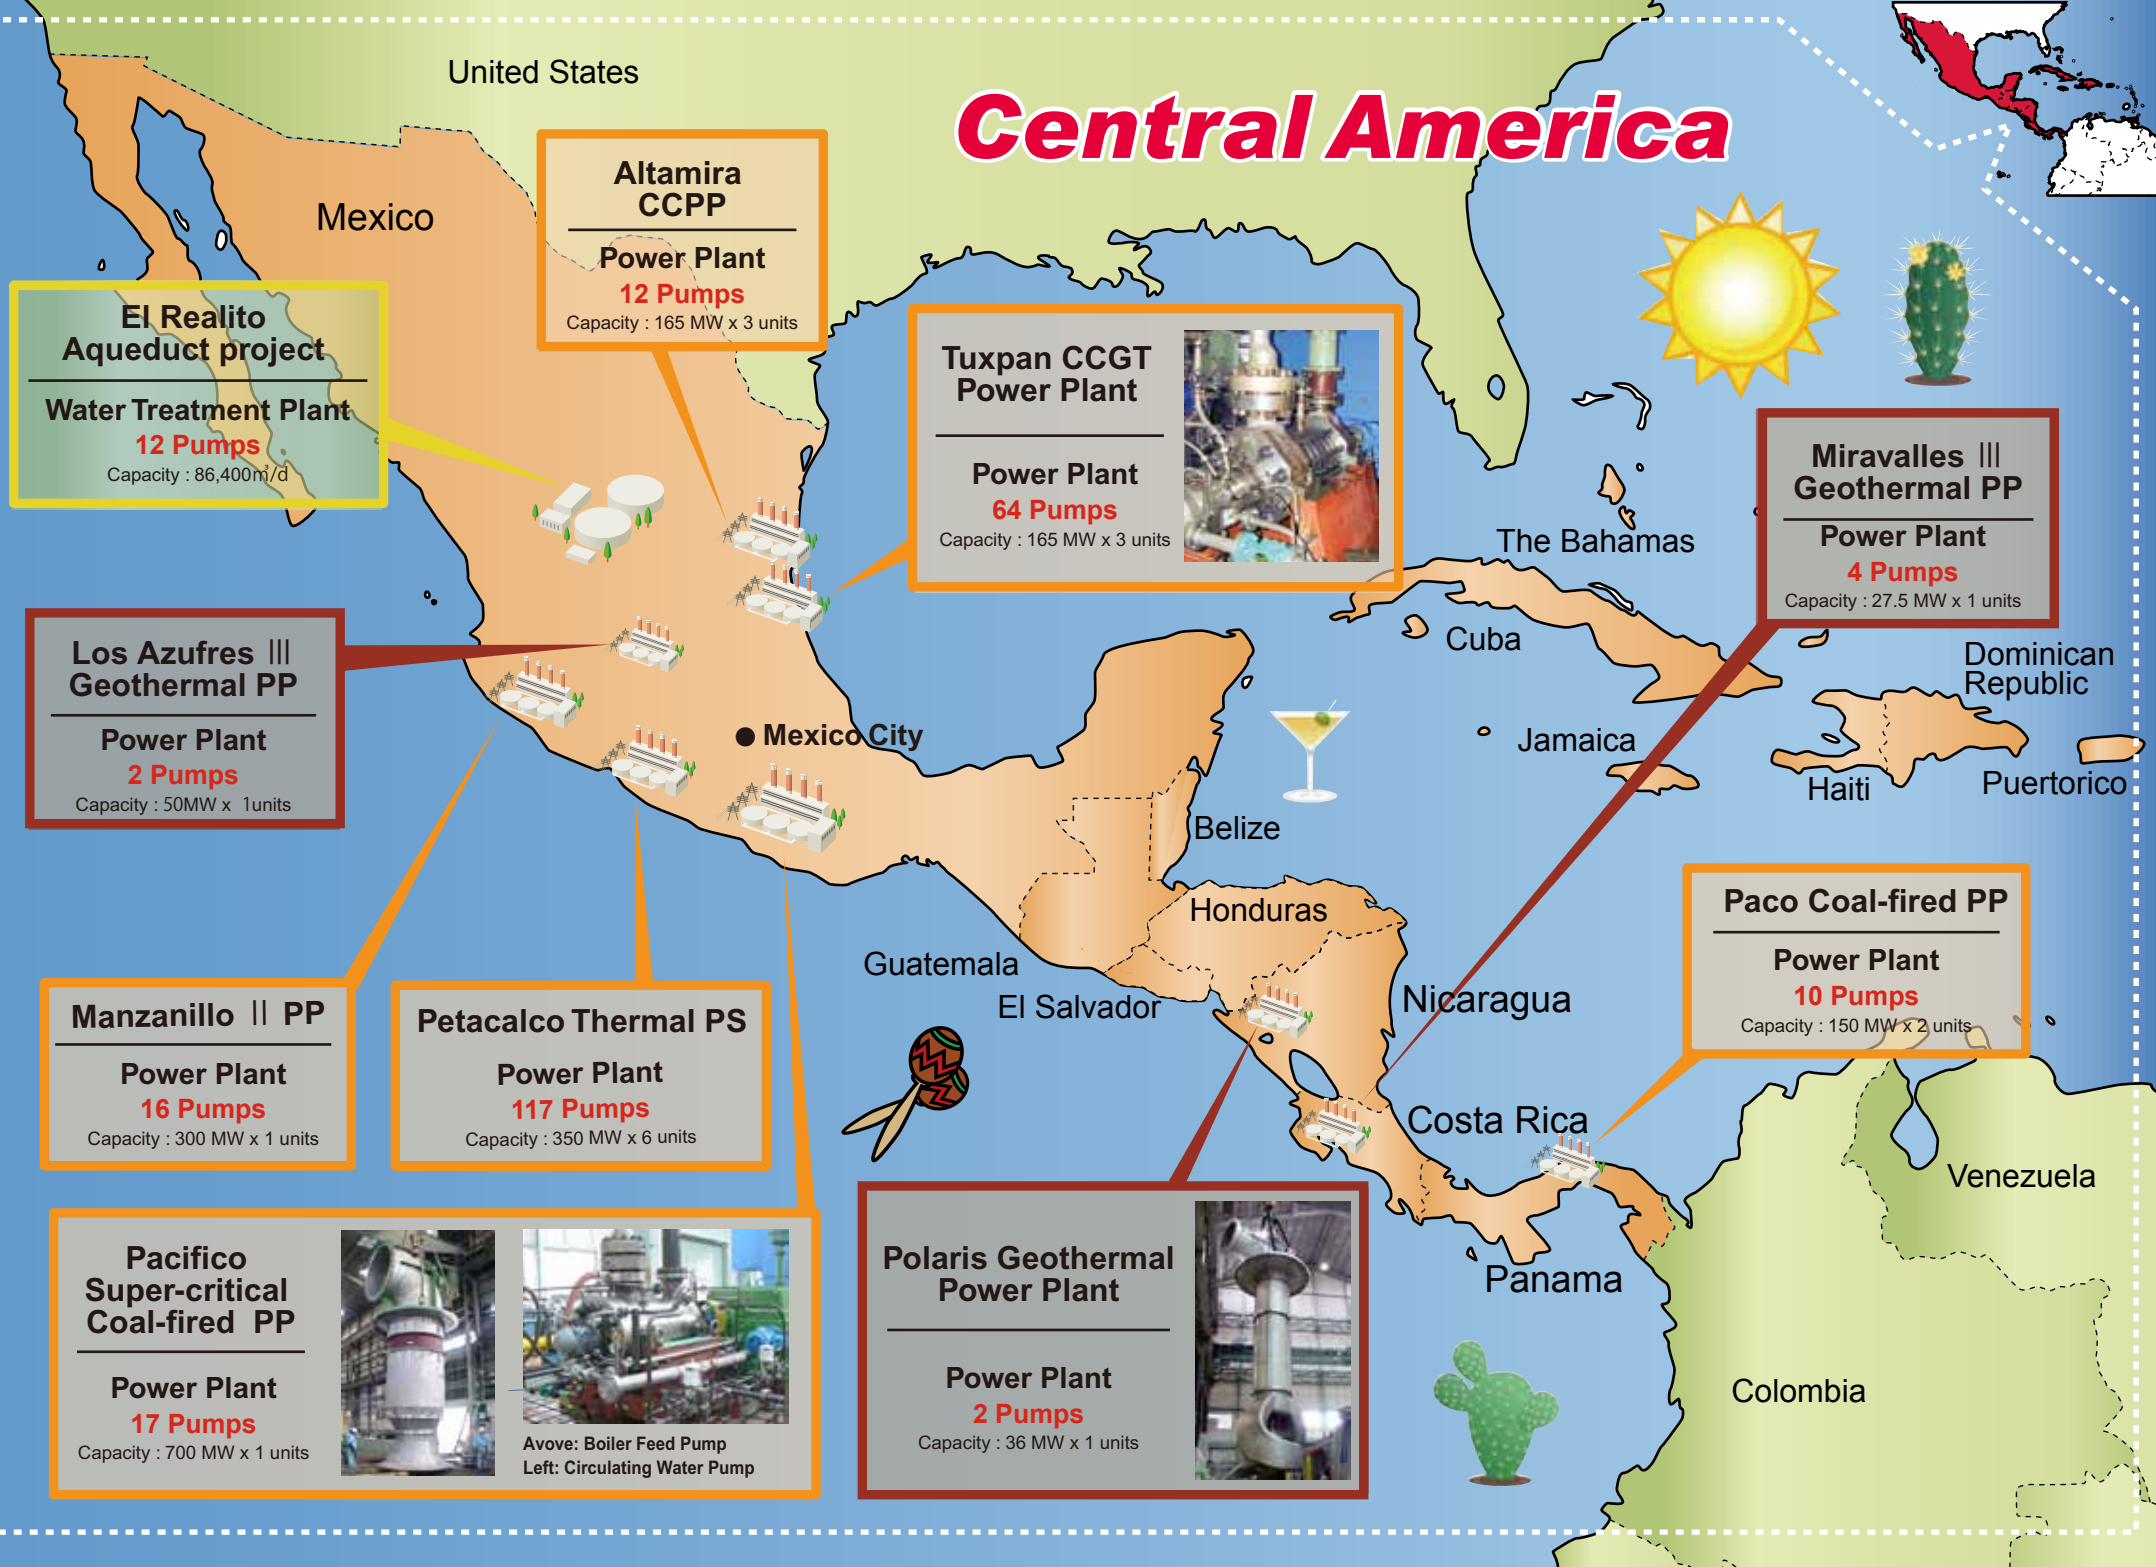 United States
Central America
Mexico
Altamira
CCPP
Power Plant
12 Pumps
Capacity : 165 MW x 3 units
El Realito
Aqueduct project
Water Treatment Plant
12 Pumps
Capacity : 86,400㎥/d
Tuxpan CCGT
Power Plant
Power Plant
64 Pumps
Capacity : 165 MW x 3 units
Miravalles Ⅲ
Geothermal PP
Power Plant
4 Pumps
Capacity : 27.5 MW x 1 units
The Bahamas
Cuba
Dominican
Republic
Jamaica
Haiti
Puertorico
Los Azufres Ⅲ
Geothermal PP
Power Plant
2 Pumps
Capacity : 50MW x 1units
Mexico City
Belize
Honduras
Guatemala
El Salvador
Nicaragua
Paco Coal-fired PP
Power Plant
10 Pumps
Capacity : 150 MW x 2 units
Manzanillo Ⅱ PP
Power Plant
16 Pumps
Capacity : 300 MW x 1 units
Petacalco Thermal PS
Power Plant
117 Pumps
Capacity : 350 MW x 6 units
Costa Rica
Venezuela
Panama
Colombia
Pacifico
Super-critical
Coal-fired PP
Power Plant
17 Pumps
Capacity : 700 MW x 1 units
Avove: Boiler Feed Pump
Left: Circulating Water Pump
Polaris Geothermal
Power Plant
Power Plant
2 Pumps
Capacity : 36 MW x 1 units